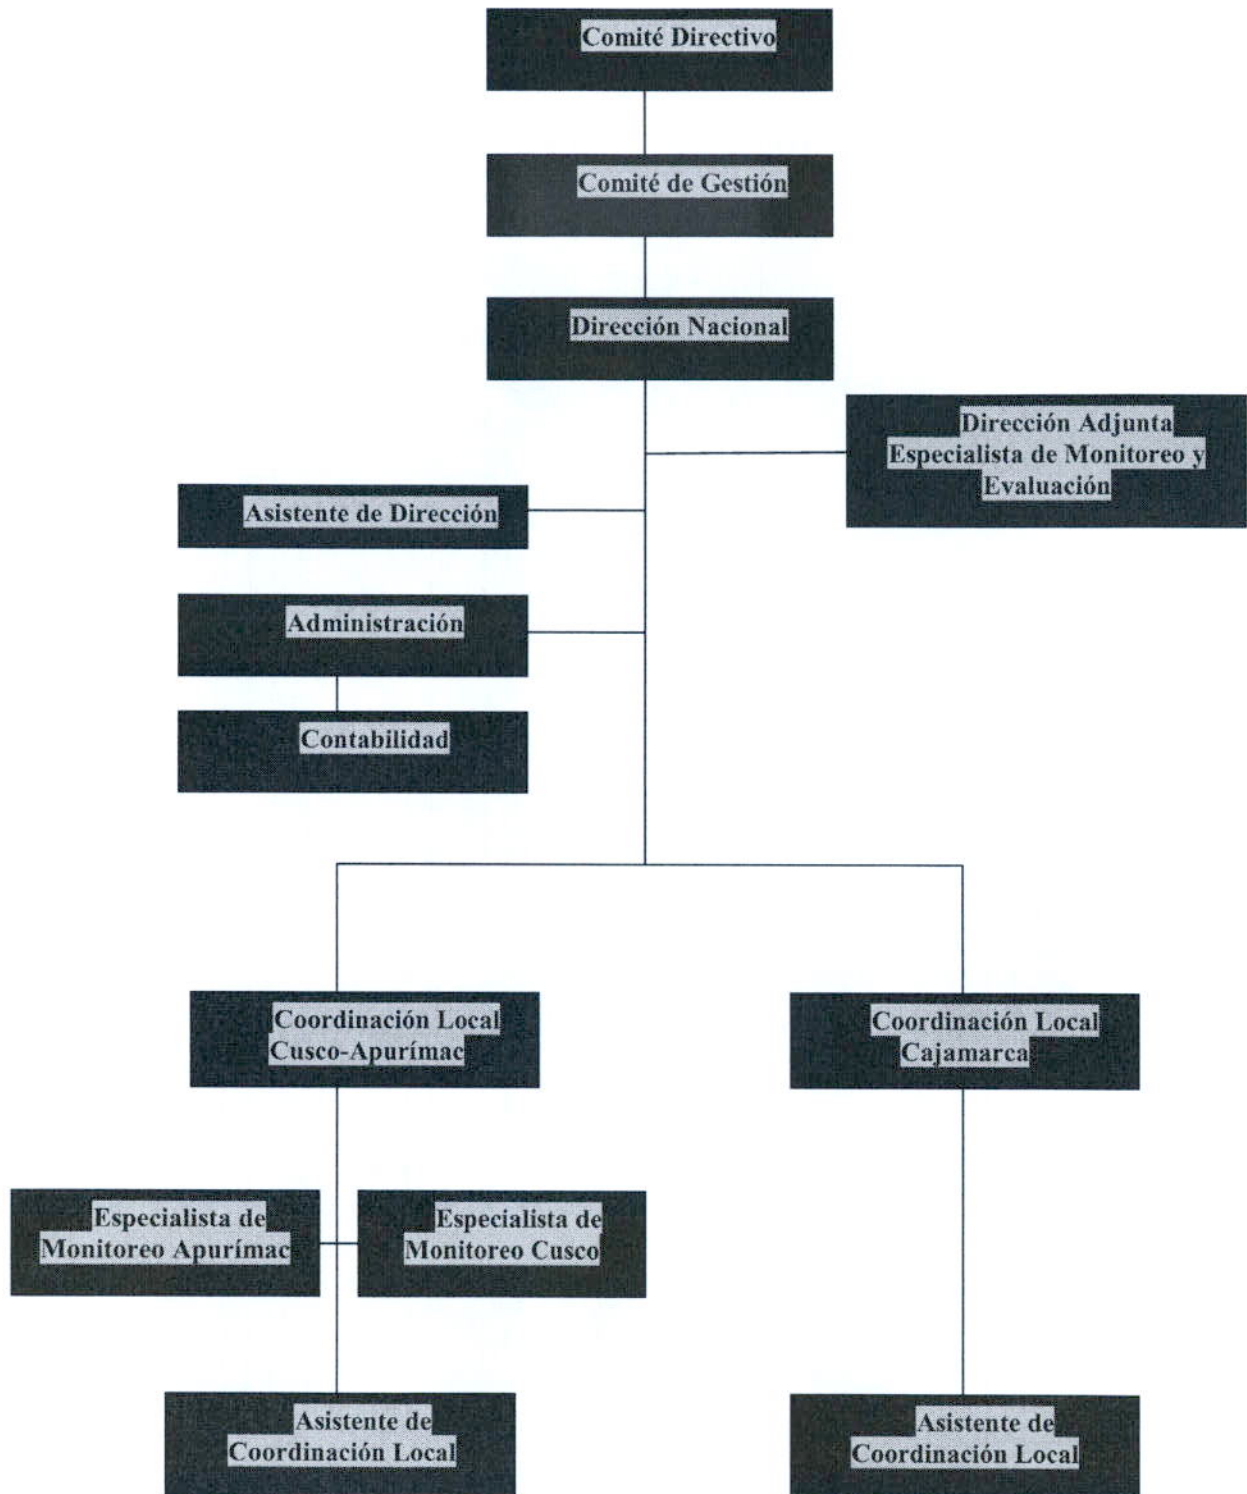 Comité Directivo
Comité de Gestión
Dirección Nacional
Dirección Adjunta
Especialista de Monitoreo y
Evaluación
Asistente de Dirección
Administración
Contabilidad
Coordinación Local
Cusco-Apurímac
Coordinación Local
Cajamarca
Especialista de
Monitoreo Apurímac
Especialista de
Monitoreo Cusco
Asistente de
Coordinación Local
Asistente de
Coordinación Local